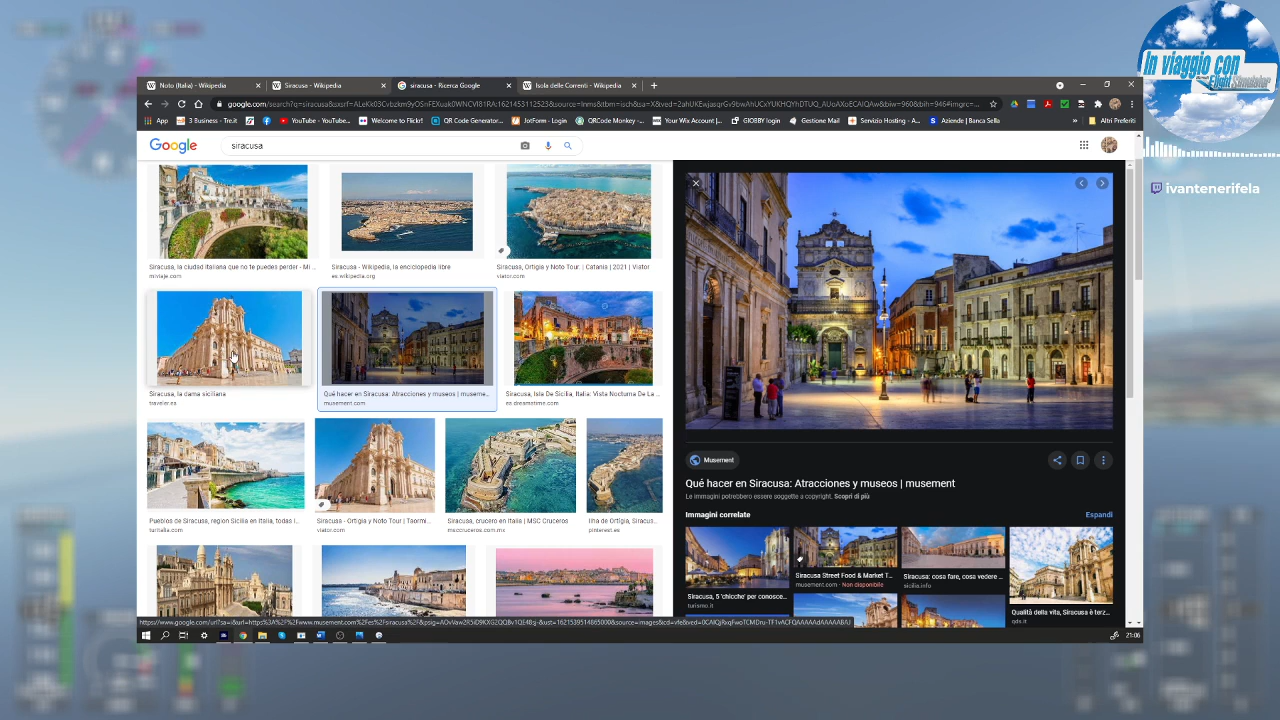 In viaggio con
Flight Simulator
ivantenerifela
Noto (Italia) - Wikipedia
Siracusa - Wikipedia
siracusa - Ricerca Google
Isola delle Correnti - Wikipedia
App
3 Business - Tre.it
YouTube - YouTube...
Welcome to Flickr!
QR Code Generator...
JotForm - Login
QRCode Monkey -...
Your Wix Account |...
GIOBBY login
Gestione Mail
Servizio Hosting - A...
Aziende | Banca Sella
Altri Preferiti
Google
siracusa
Siracusa, la ciudad italiana que no te puedes perder - Mi ...
miviaje.com
Siracusa - Wikipedia, la enciclopedia libre
es.wikipedia.org
Siracusa, Ortigia y Noto Tour. | Catania | 2021 | Viator
viator.com
Siracusa, la dama siciliana
traveler.es
Qué hacer en Siracusa: Atracciones y museos | museme...
musement.com
Siracusa, Isla De Sicilia, Italia: Vista Nocturna De La ...
es.dreamstime.com
Pueblos de Siracusa, region Sicilia en Italia, todas l...
turitalia.com
Siracusa - Ortigia y Noto Tour | Taormi...
viator.com
Siracusa, crucero en Italia | MSC Cruceros
msccruceros.com.mx
Ilha de Ortígia, Siracus...
pinterest.es
Musement
Qué hacer en Siracusa: Atracciones y museos | musement
Le immagini potrebbero essere soggette a copyright. Scopri di più
Immagini correlate
Espandi
Siracusa, 5 'chicche' per conosce...
turismo.it
Siracusa Street Food & Market T...
musement.com - Non disponibile
Siracusa: cosa fare, cosa vedere ...
sicilia.info
Qualità della vita, Siracusa è terz...
qds.it
21:06